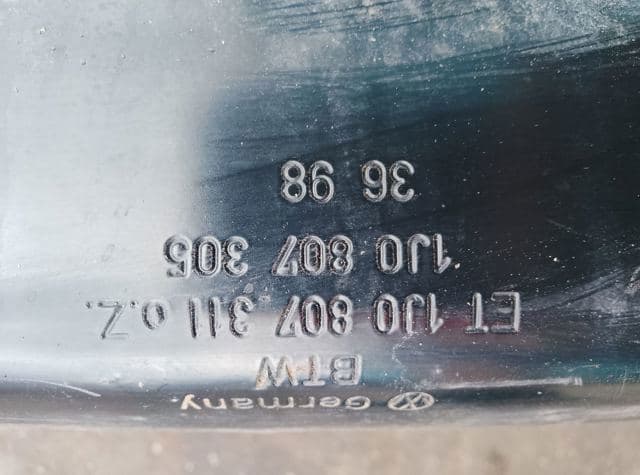 Germany
BTW
ET 1J0 807 311 o.Z.
1J0 807 305
36 98